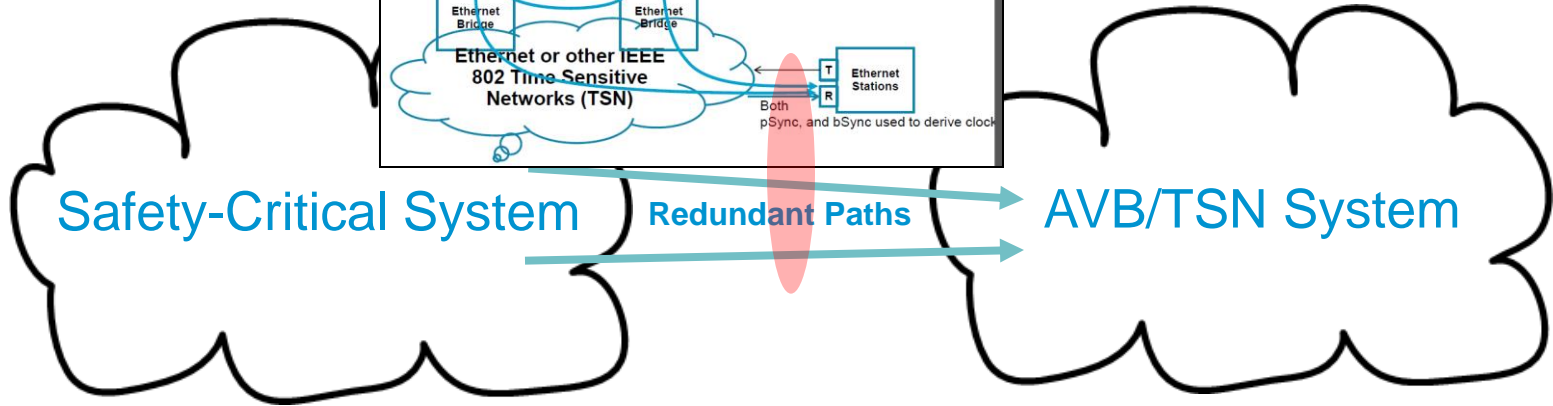 Ethernet
Bridge
Ethernet
Bridge
Ethernet or other IEEE
802 Time Sensitive
Networks (TSN)
T
R
Ethernet
Stations
Both
pSync, and bSync used to derive clock
Safety-Critical System
Redundant Paths
AVB/TSN System